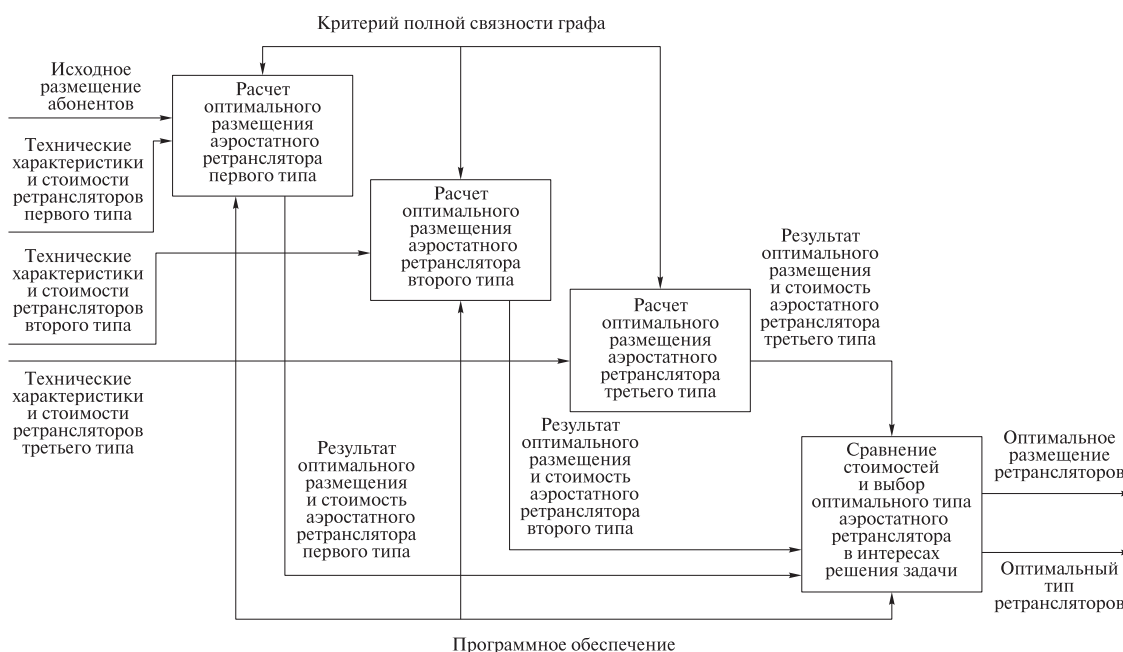 Критерий полной связности графа
Исходное
размещение
абонентов
Технические
характеристики
и стоимости
ретрансляторов
первого типа
Расчет
оптимального
размещения
аэростатного
ретранслятора
первого типа
Технические
характеристики
и стоимости
ретрансляторов
второго типа
Расчет
оптимального
размещения
аэростатного
ретранслятора
второго типа
Технические
характеристики
и стоимости
ретрансляторов
третьего типа
Расчет
оптимального
размещения
аэростатного
ретранслятора
третьего типа
Результат
оптимального
размещения
и стоимость
аэростатного
ретранслятора
третьего типа
Результат
оптимального
размещения
и стоимость
аэростатного
ретранслятора
первого типа
Результат
оптимального
размещения
и стоимость
аэростатного
ретранслятора
второго типа
Сравнение
стоимостей
и выбор
оптимального типа
аэростатного
ретранслятора
в интересах
решения задачи
Оптимальное
размещение
ретрансляторов
Оптимальный
тип
ретрансляторов
Программное обеспечение